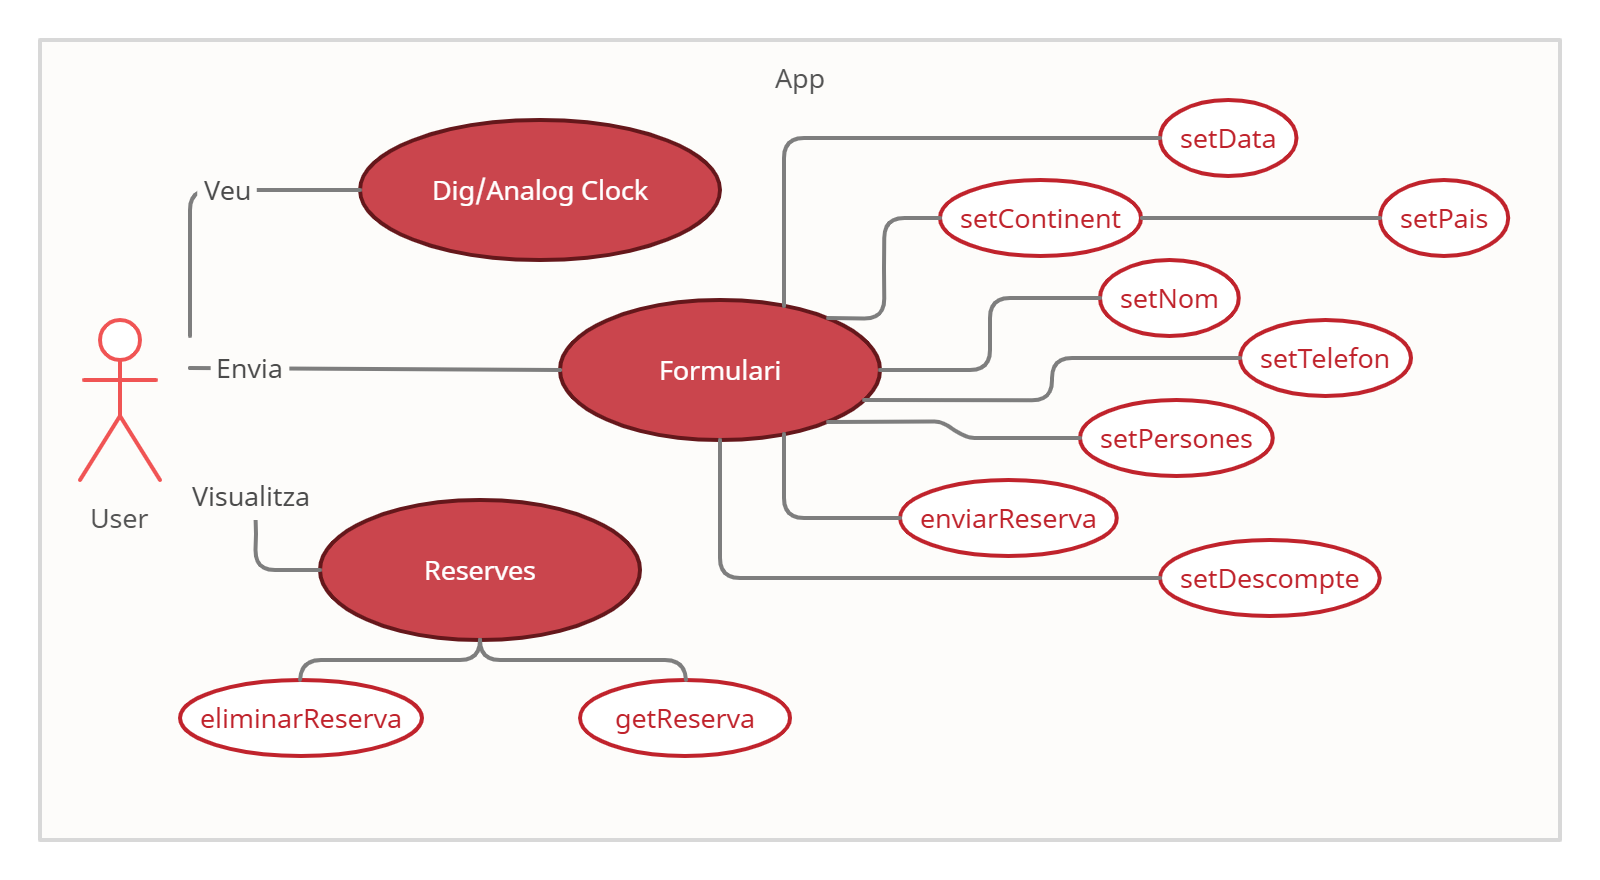 App
setData
Veu
Dig/Analog Clock
setContinent
setPais
setNom
Envia
Formulari
setTelefon
setPersones
Visualitza
User
enviarReserva
Reserves
setDescompte
eliminarReserva
getReserva